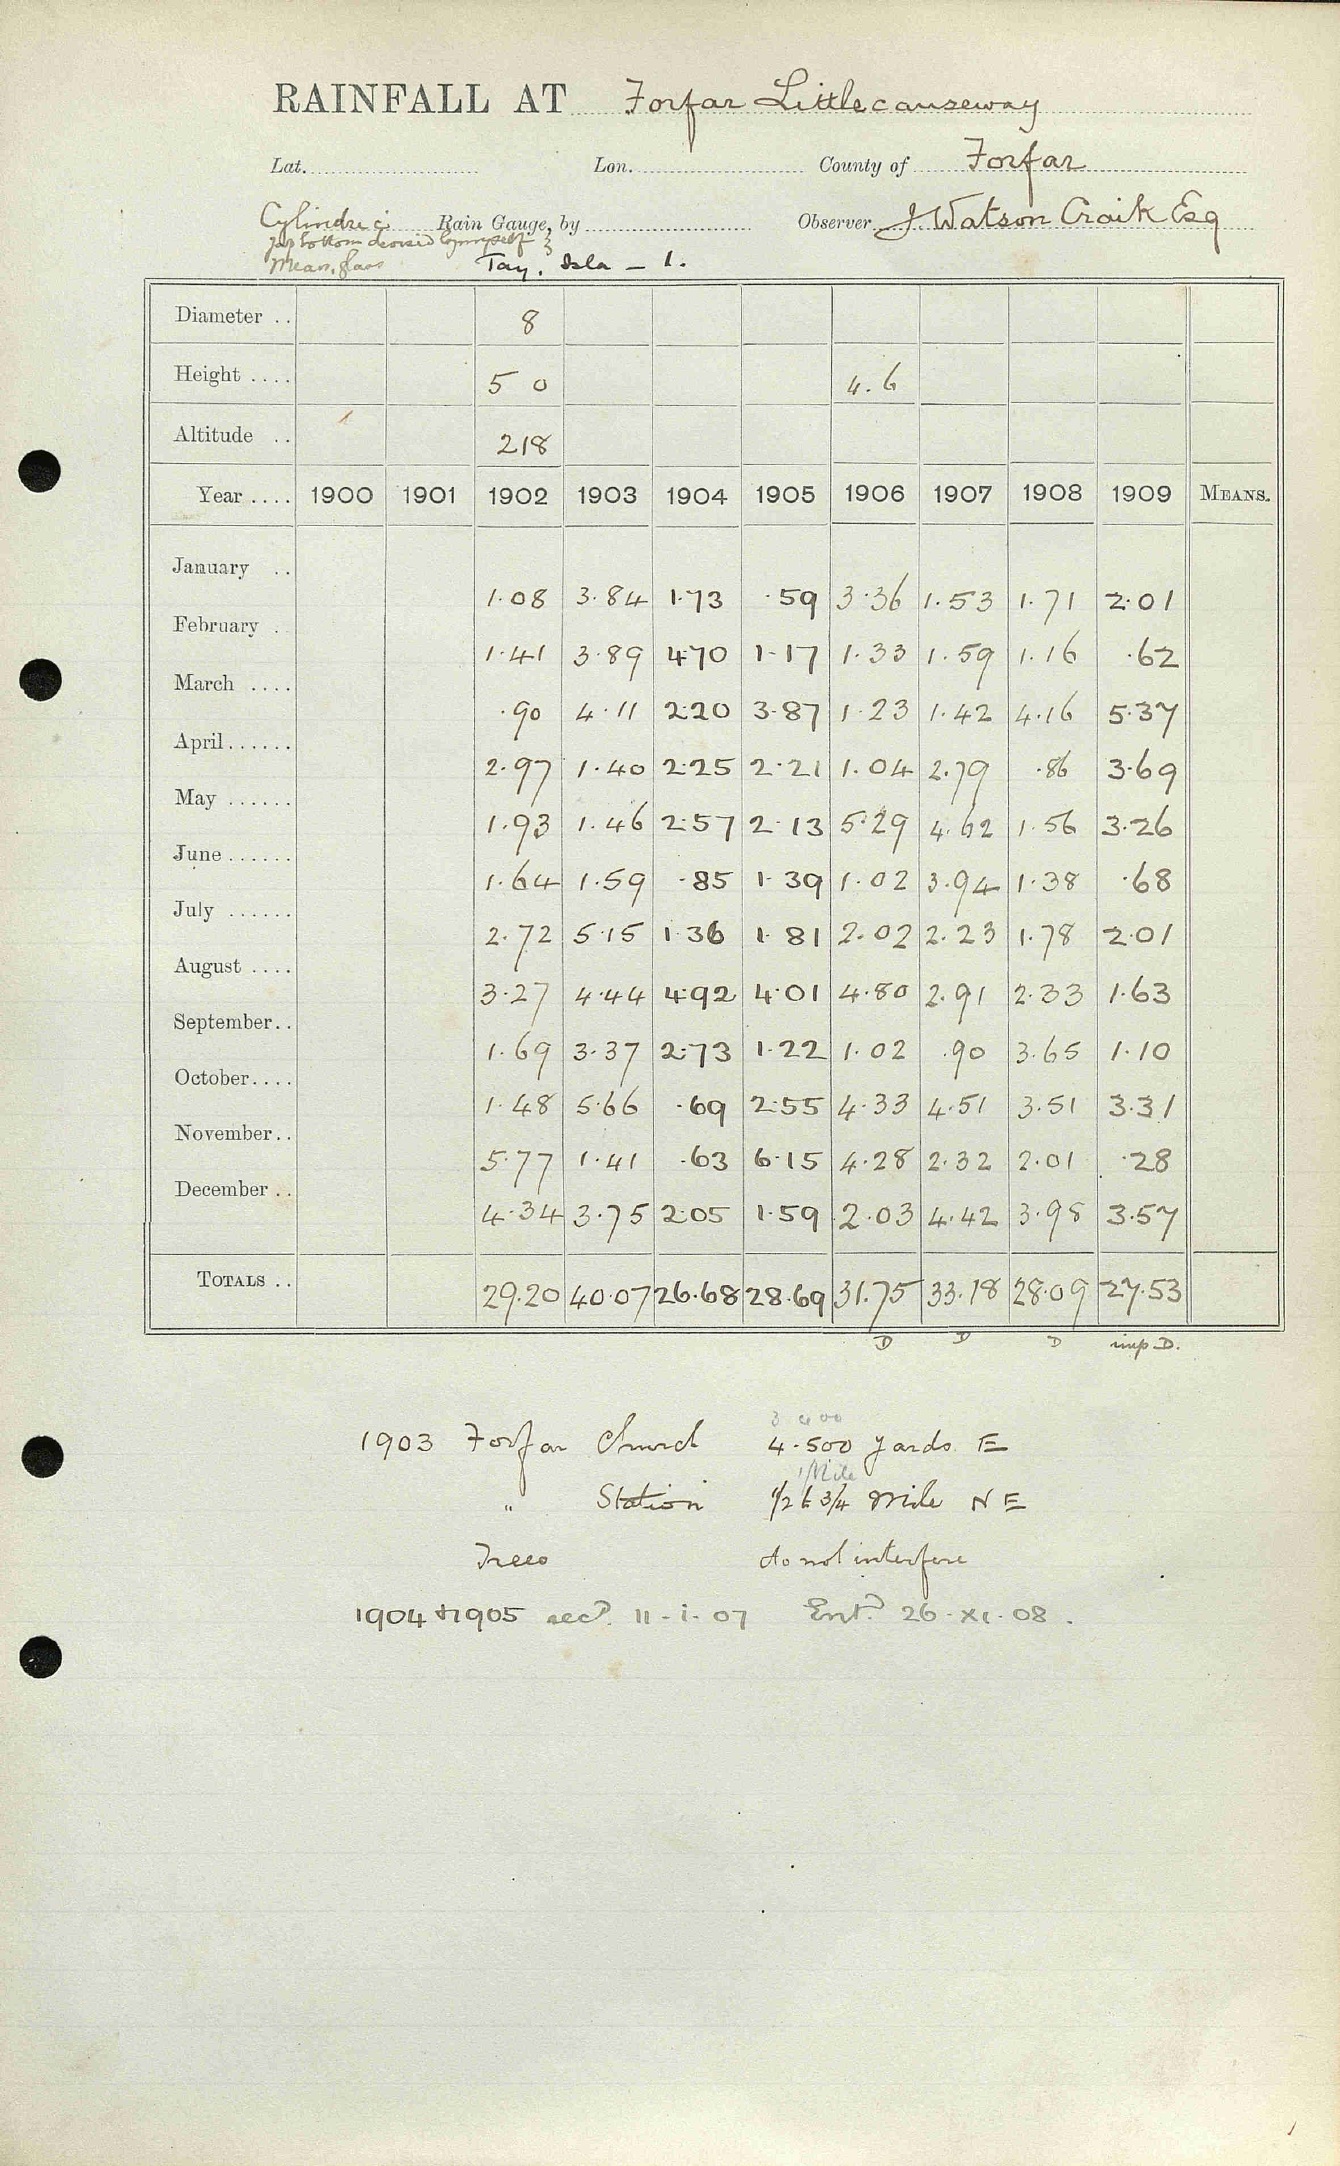 RAINFALL AT Forfar Little causeway
Lat. Lon. County of Forfar
Cylindric Rain Gauge, by Observer J Watson Craik Esq
bottom devised by myself &
Meas. glass Tay, Isla — 1.
Diameter .. 8
Height .... 5 0 4.6
Altitude .. 218
Year .... 1900 1901 1902 1903 1904 1905 1906 1907 1908 1909 MEANS.
January .. 1.08 3.84 1.73 .59 3.36 1.53 1.71 2.01
February . 1.41 3.89 4.70 1.17 1.33 1.59 1.16 .62
March .... .90 4.11 2.20 3.87 1.23 1.42 4.16 5.37
April ...... 2.97 1.40 2.25 2.21 1.04 2.79 .86 3.69
May ...... 1.93 1.46 2.57 2.13 5.29 4.62 1.56 3.26
June ...... 1.64 1.59 .85 1.39 1.02 3.94 1.38 .68
July ...... 2.72 5.15 1.36 1.81 2.02 2.23 1.78 2.01
August .... 3.27 4.44 4.92 4.01 4.80 2.91 2.33 1.63
September.. 1.69 3.37 2.73 1.22 1.02 .90 3.65 1.10
October.... 1.48 5.66 .69 2.55 4.33 4.51 3.51 3.31
November.. 5.77 1.41 .63 6.15 4.28 2.32 2.01 .28
December .. 4.34 3.75 2.05 1.59 2.03 4.42 3.98 3.57
TOTALS .. 29.20 40.07 26.68 28.69 31.75 33.18 28.09 27.53
D D D imp D.
3 400
1903 Forfar Church 4.500 yards E
1 Mile
" Station 1/2 to 3/4 Mile N E
Trees do not interfere
1904 & 1905 recd. 11-i-07 Entd. 26-xi-08.